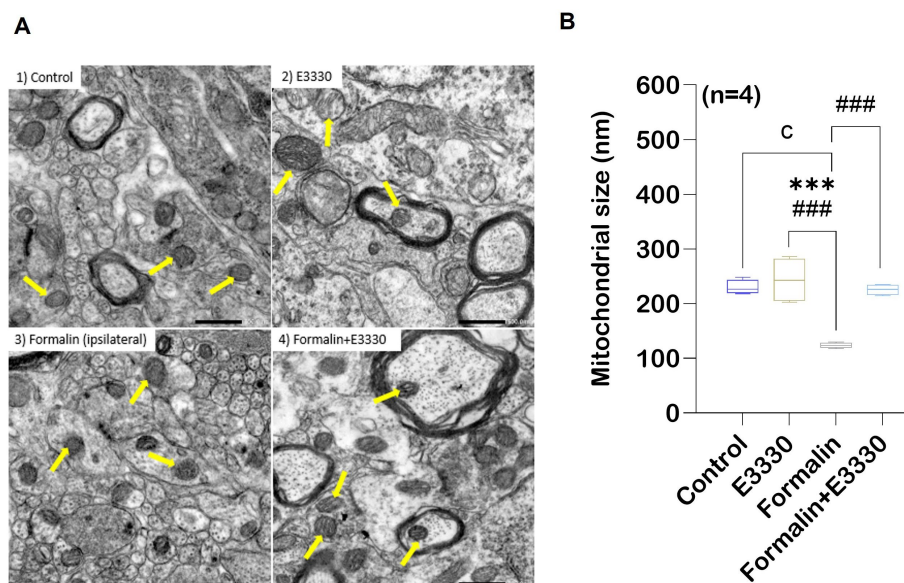 A
B
1) Control
2) E3330
3) Formalin (ipsilateral)
4) Formalin+E3330
Mitochondrial size (nm)
600
500
400
300
200
100
0
(n=4)
###
C
***
###
Control
E3330
Formalin
Formalin+E3330